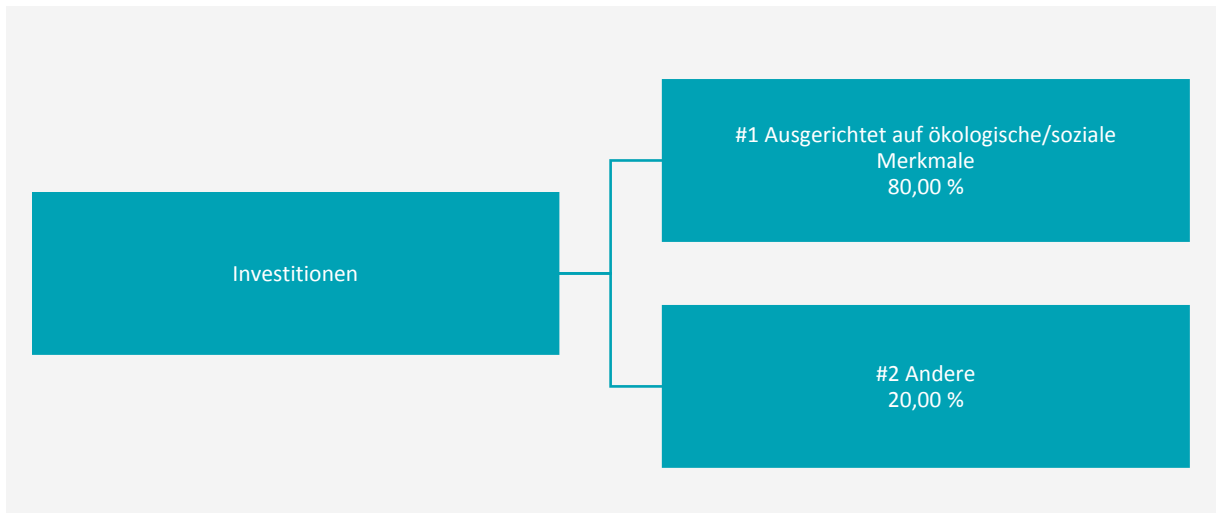 Investitionen
#1 Ausgerichtet auf ökologische/soziale
Merkmale
80,00 %
#2 Andere
20,00 %